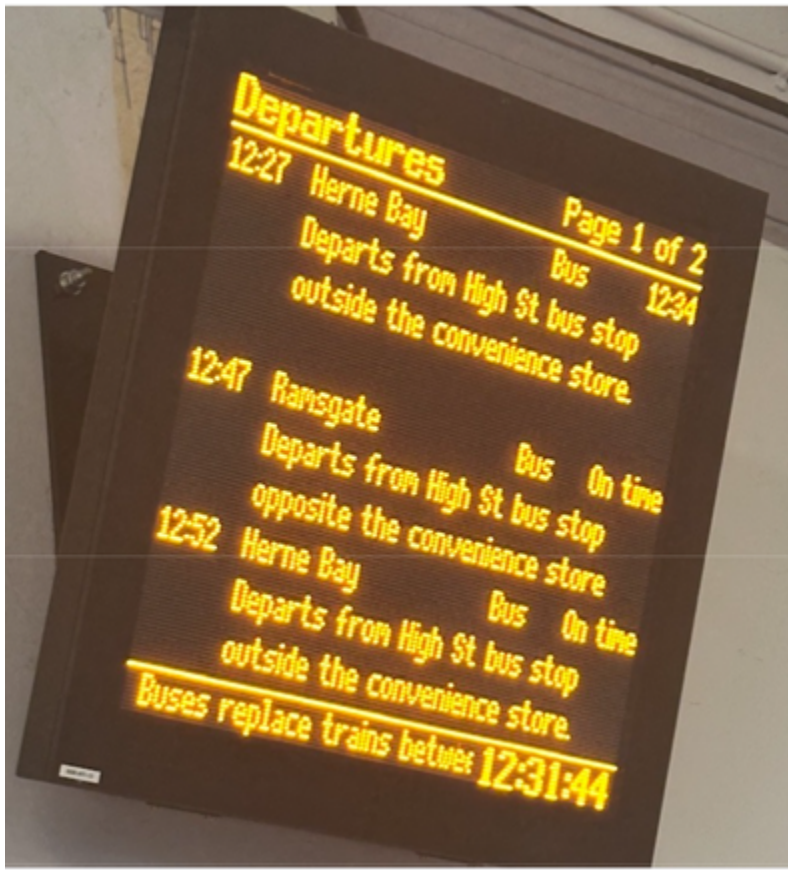 Departures
Page 1 of 2
12:27 Herne Bay Bus 12:34
Departs from High St bus stop
outside the convenience store.
12:47 Ramsgate Bus On time
Departs from High St bus stop
opposite the convenience store
12:52 Herne Bay Bus On time
Departs from High St bus stop
outside the convenience store.
Buses replace trains betwee 12:31:44